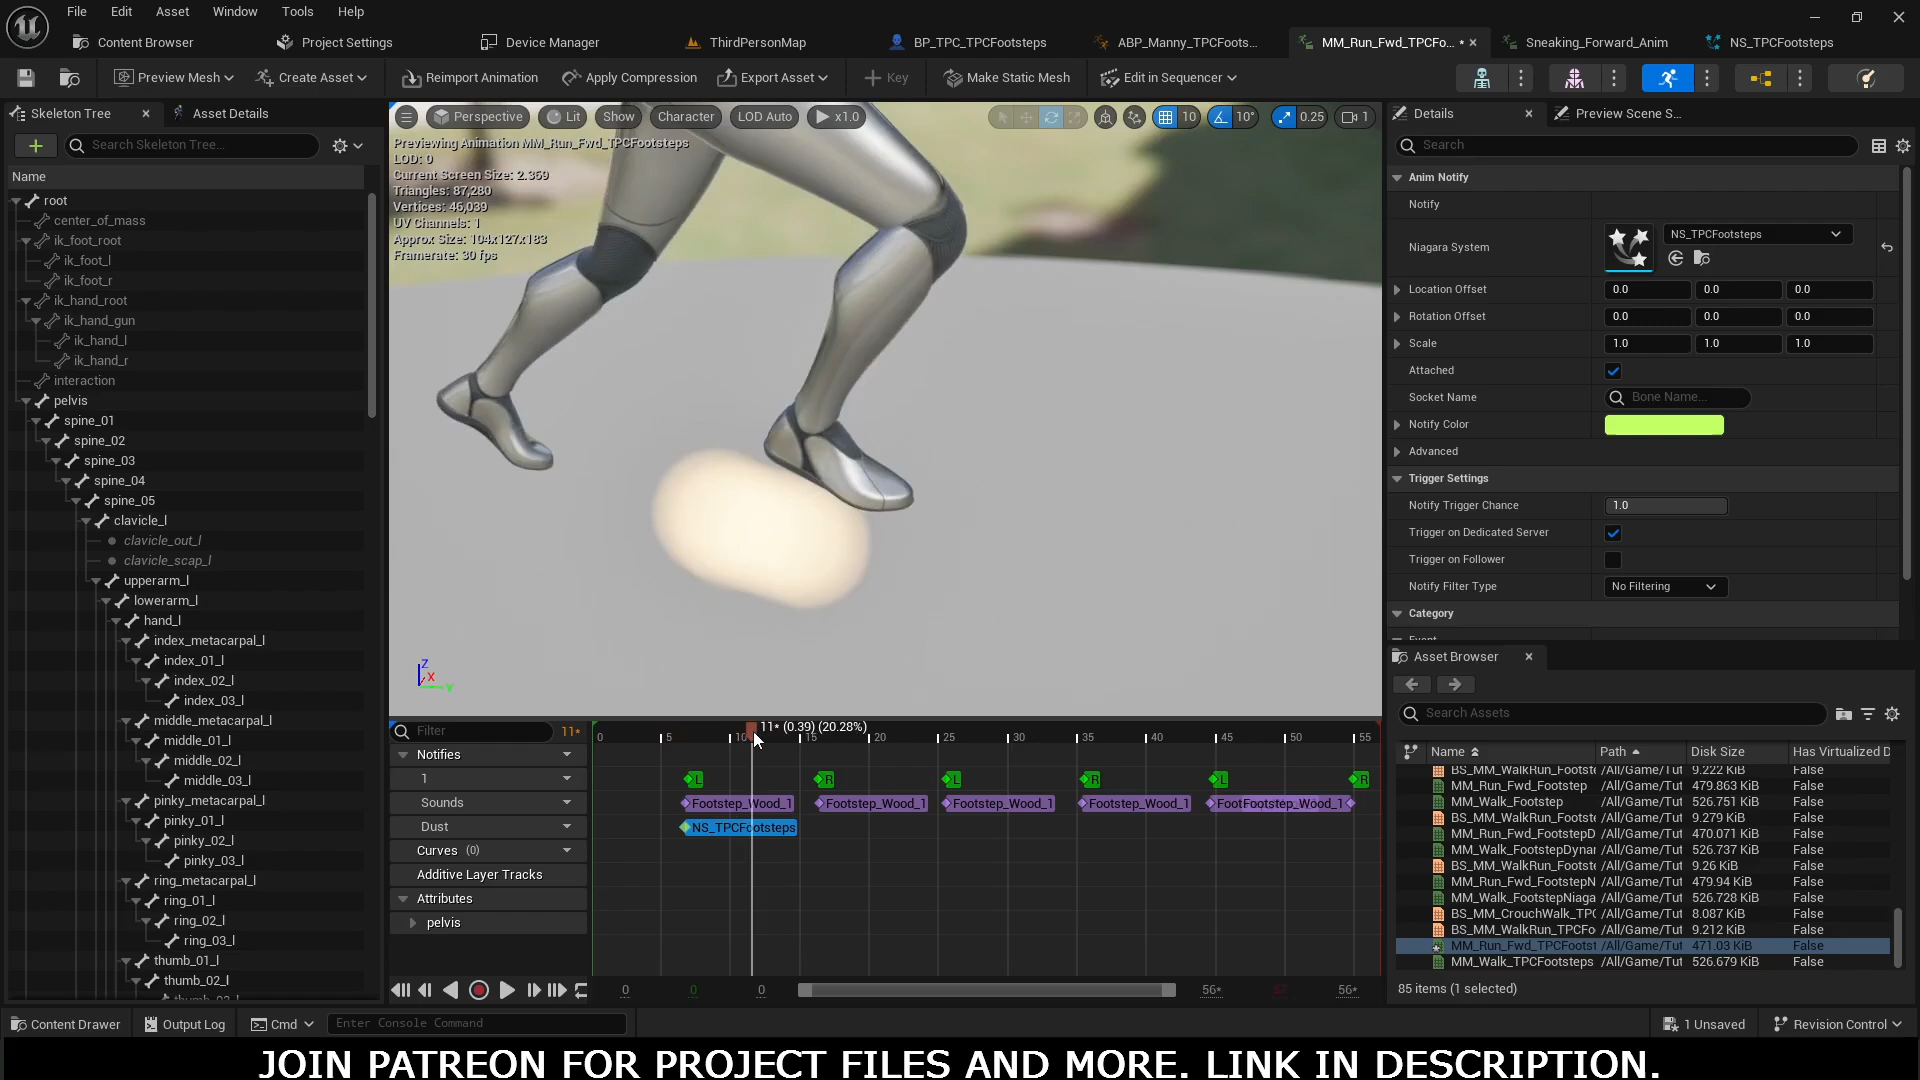 File Edit Asset Window Tools Help
Content Browser Project Settings Device Manager ThirdPersonMap BP_TPC_TPCFootsteps ABP_Manny_TPCFoots... MM_Run_Fwd_TPCFo... * Sneaking_Forward_Anim NS_TPCFootsteps
Preview Mesh Create Asset Reimport Animation Apply Compression Export Asset Key Make Static Mesh Edit in Sequencer
Skeleton Tree Asset Details
Search Skeleton Tree...
Name
root
center_of_mass
ik_foot_root
ik_foot_l
ik_foot_r
ik_hand_root
ik_hand_gun
ik_hand_l
ik_hand_r
interaction
pelvis
spine_01
spine_02
spine_03
spine_04
spine_05
clavicle_l
clavicle_out_l
clavicle_scap_l
upperarm_l
lowerarm_l
hand_l
index_metacarpal_l
index_01_l
index_02_l
index_03_l
middle_metacarpal_l
middle_01_l
middle_02_l
middle_03_l
pinky_metacarpal_l
pinky_01_l
pinky_02_l
pinky_03_l
ring_metacarpal_l
ring_01_l
ring_02_l
ring_03_l
thumb_01_l
thumb_02_l
Perspective Lit Show Character LOD Auto x1.0 10 10° 0.25 1
Previewing Animation MM_Run_Fwd_TPCFootsteps
LOD: 0
Current Screen Size: 2.369
Triangles: 87,280
Vertices: 46,039
UV Channels: 1
Approx Size: 104x127x183
Framerate: 30 fps
Z
X
Y
Filter 11*
11* (0.39) (20.28%)
0 5 10 15 20 25 30 35 40 45 50 55
Notifies
1 L R L R L R
Sounds Footstep_Wood_1 Footstep_Wood_1 Footstep_Wood_1 Footstep_Wood_1 FootFootstep_Wood_1
Dust NS_TPCFootsteps
Curves (0)
Additive Layer Tracks
Attributes
pelvis
0 0 0 56* 56*
Details Preview Scene S...
Search
Anim Notify
Notify
Niagara System NS_TPCFootsteps
Location Offset 0.0 0.0 0.0
Rotation Offset 0.0 0.0 0.0
Scale 1.0 1.0 1.0
Attached
Socket Name Bone Name...
Notify Color
Advanced
Trigger Settings
Notify Trigger Chance 1.0
Trigger on Dedicated Server
Trigger on Follower
Notify Filter Type No Filtering
Category
Event
Asset Browser
Search Assets
Name Path Disk Size Has Virtualized D
BS_MM_WalkRun_Footste /All/Game/Tut 9.222 KiB False
MM_Run_Fwd_Footstep /All/Game/Tut 479.863 KiB False
MM_Walk_Footstep /All/Game/Tut 526.751 KiB False
BS_MM_WalkRun_Footste /All/Game/Tut 9.279 KiB False
MM_Run_Fwd_FootstepD /All/Game/Tut 470.071 KiB False
MM_Walk_FootstepDynar /All/Game/Tut 526.737 KiB False
BS_MM_WalkRun_Footste /All/Game/Tut 9.26 KiB False
MM_Run_Fwd_FootstepN /All/Game/Tut 479.94 KiB False
MM_Walk_FootstepNiaga /All/Game/Tut 526.728 KiB False
BS_MM_CrouchWalk_TPC /All/Game/Tut 8.087 KiB False
BS_MM_WalkRun_TPCFo /All/Game/Tut 9.212 KiB False
MM_Run_Fwd_TPCFootst /All/Game/Tut 471.03 KiB False
MM_Walk_TPCFootsteps /All/Game/Tut 526.679 KiB False
85 items (1 selected)
Content Drawer Output Log Cmd Enter Console Command 1 Unsaved Revision Control
JOIN PATREON FOR PROJECT FILES AND MORE. LINK IN DESCRIPTION.